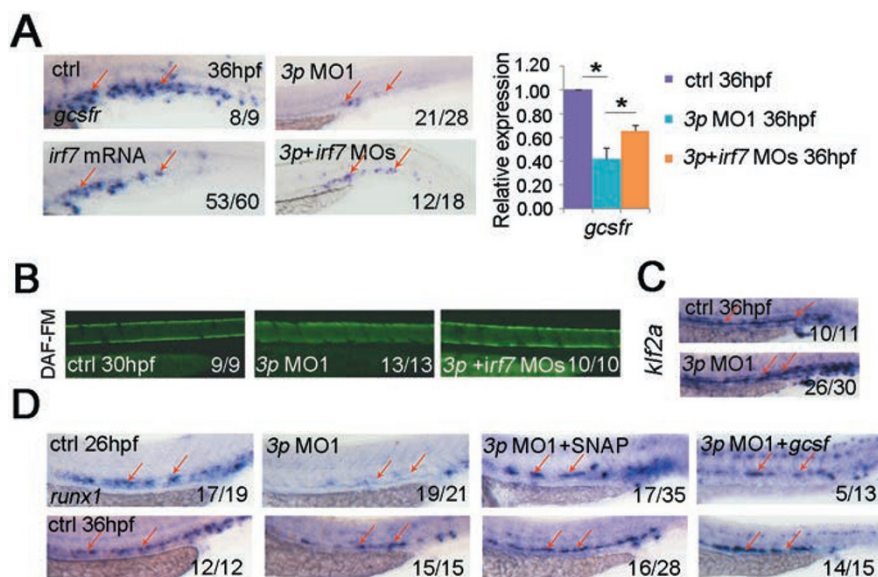 A
ctrl 36hpf
gcsfr 8/9
3p MO1
21/28
irf7 mRNA
53/60
3p+irf7 MOs
12/18
Relative expression
1.20
1.00
0.80
0.60
0.40
0.20
0.00
*
*
gcsfr
ctrl 36hpf
3p MO1 36hpf
3p+irf7 MOs 36hpf
B
DAF-FM
ctrl 30hpf 9/9
3p MO1 13/13
3p +irf7 MOs 10/10
C
klf2a
ctrl 36hpf
10/11
3p MO1
26/30
D
ctrl 26hpf
runx1 17/19
3p MO1
19/21
3p MO1+SNAP
17/35
3p MO1+gcsf
5/13
ctrl 36hpf
12/12
15/15
16/28
14/15